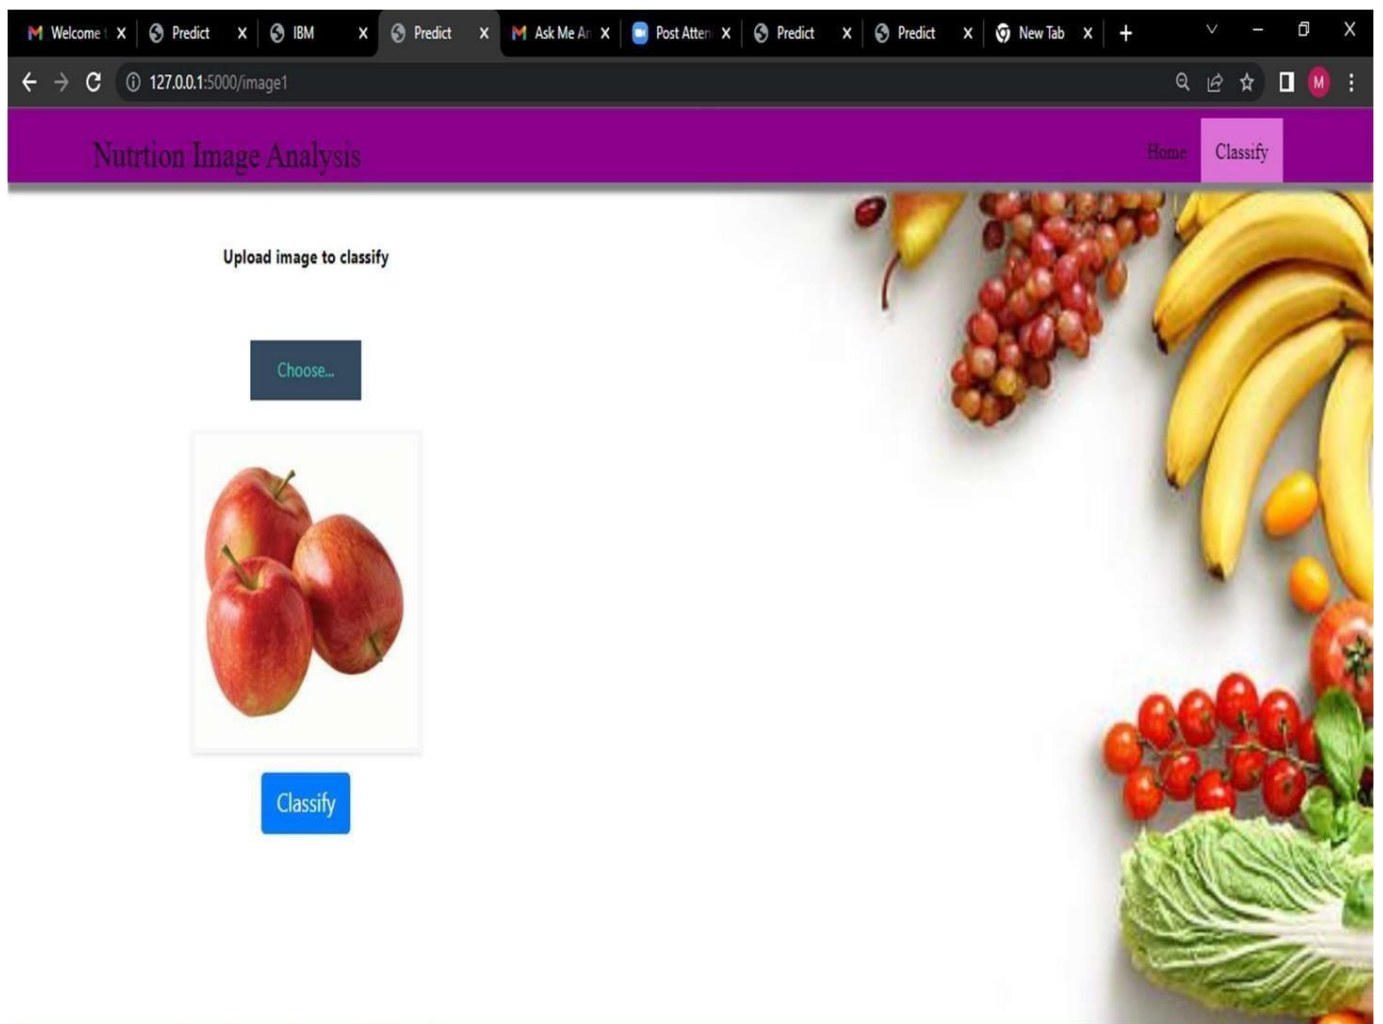 Welcome t Predict IBM Predict Ask Me An Post Atten Predict Predict New Tab
127.0.0.1:5000/image1 M
Nutrtion Image Analysis Home Classify
Upload image to classify
Choose...
Classify